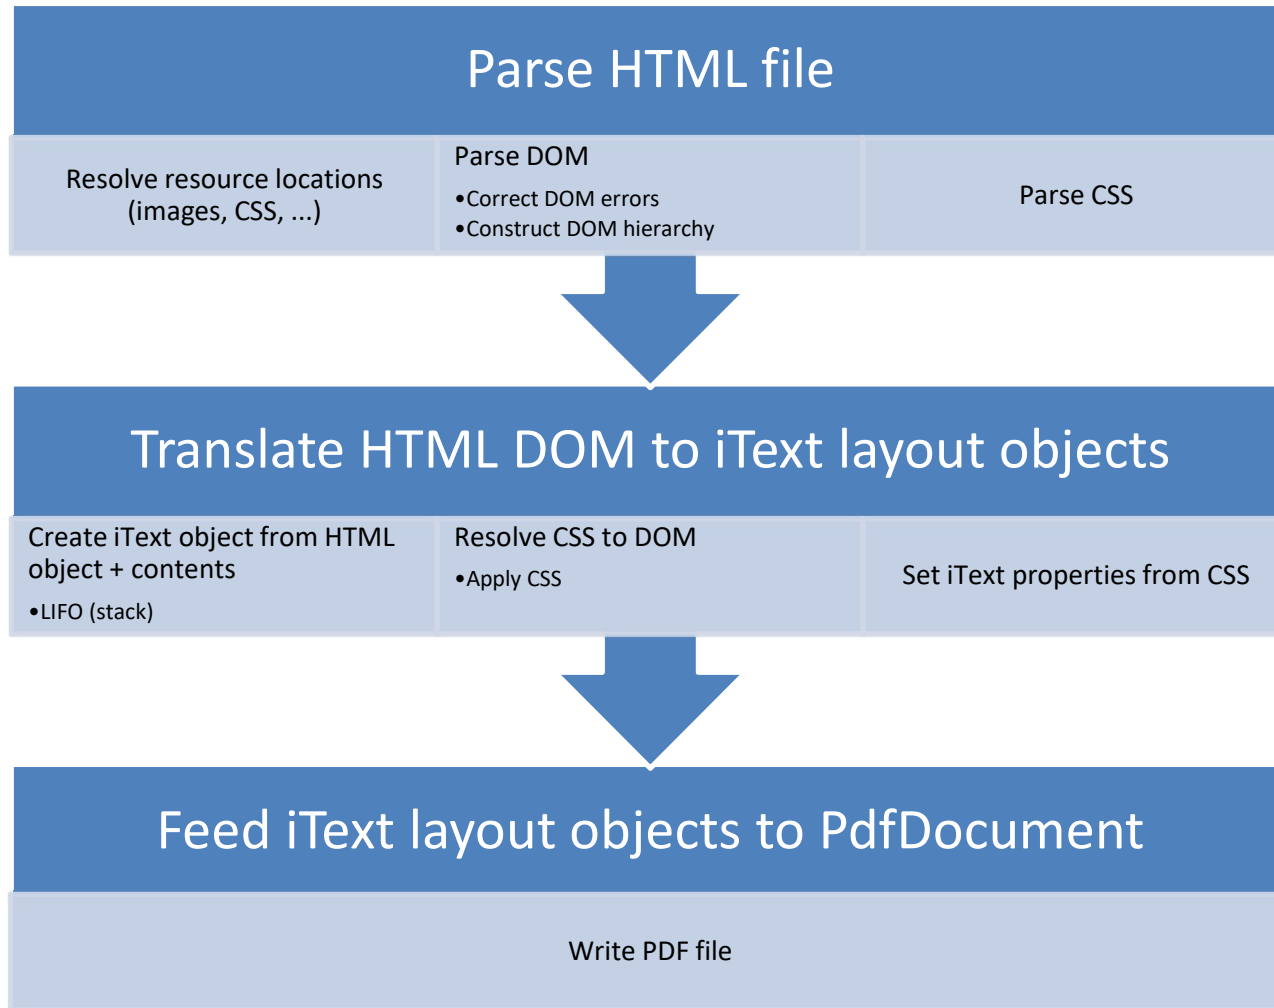 Parse HTML file
Resolve resource locations
(images, CSS, ...)
Parse DOM
•Correct DOM errors
•Construct DOM hierarchy
Parse CSS
Translate HTML DOM to iText layout objects
Create iText object from HTML
object + contents
•LIFO (stack)
Resolve CSS to DOM
•Apply CSS
Set iText properties from CSS
Feed iText layout objects to PdfDocument
Write PDF file